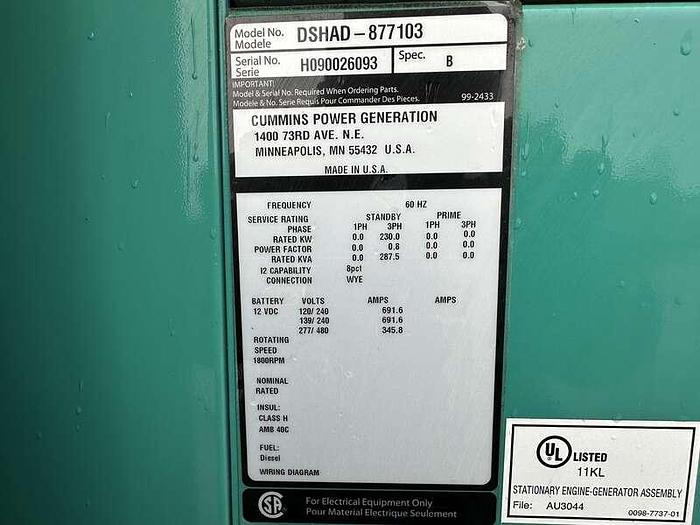 Model No. DSHAD-877103
Modele
Serial No. H090026093 Spec. B
Serie
IMPORTANT:
Model & Serial No. Required When Ordering Parts.
Modele & No. Serie Requis Pour Commander Des Pieces. 99-2433
CUMMINS POWER GENERATION
1400 73RD AVE. N.E.
MINNEAPOLIS, MN 55432 U.S.A.
MADE IN U.S.A.
FREQUENCY 60 HZ
SERVICE RATING STANDBY PRIME
PHASE 1PH 3PH 1PH 3PH
RATED KW 0.0 230.0 0.0 0.0
POWER FACTOR 0.0 0.8 0.0 0.0
RATED KVA 0.0 287.5 0.0 0.0
I2 CAPABILITY 8pct
CONNECTION WYE
BATTERY VOLTS AMPS AMPS
12 VDC 120/ 240 691.6
139/ 240 691.6
277/ 480 345.8
ROTATING
SPEED
1800RPM
NOMINAL
RATED
INSUL:
CLASS H
AMB 40C
FUEL:
Diesel
WIRING DIAGRAM
SA For Electrical Equipment Only
Pour Material Electrique Seulement
UL LISTED
11KL
STATIONARY ENGINE-GENERATOR ASSEMBLY
File: AU3044 0098-7737-01